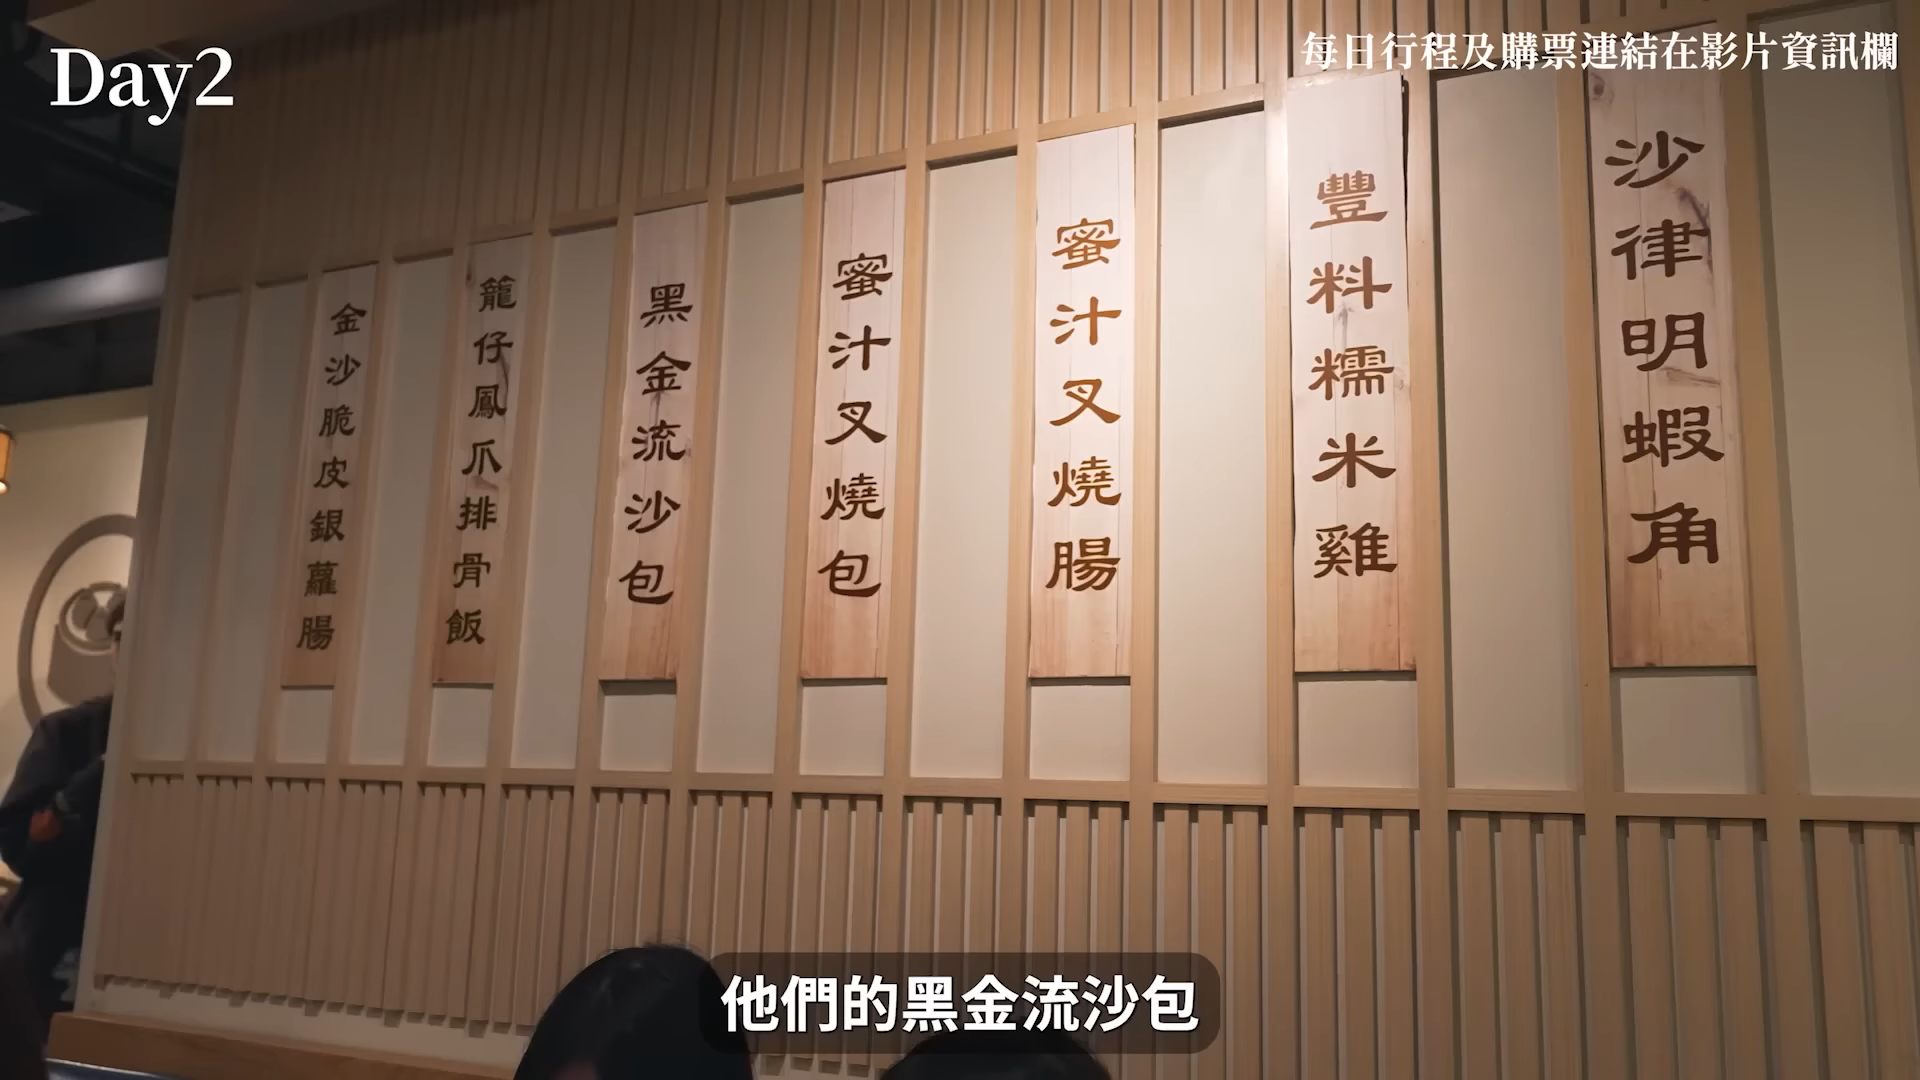 Day2
每日行程及購票連結在影片資訊欄
沙律明蝦角
豐料糯米雞
蜜汁叉燒腸
蜜汁叉燒包
黑金流沙包
籠仔鳳爪排骨飯
金沙脆皮銀蘿腸
他們的黑金流沙包